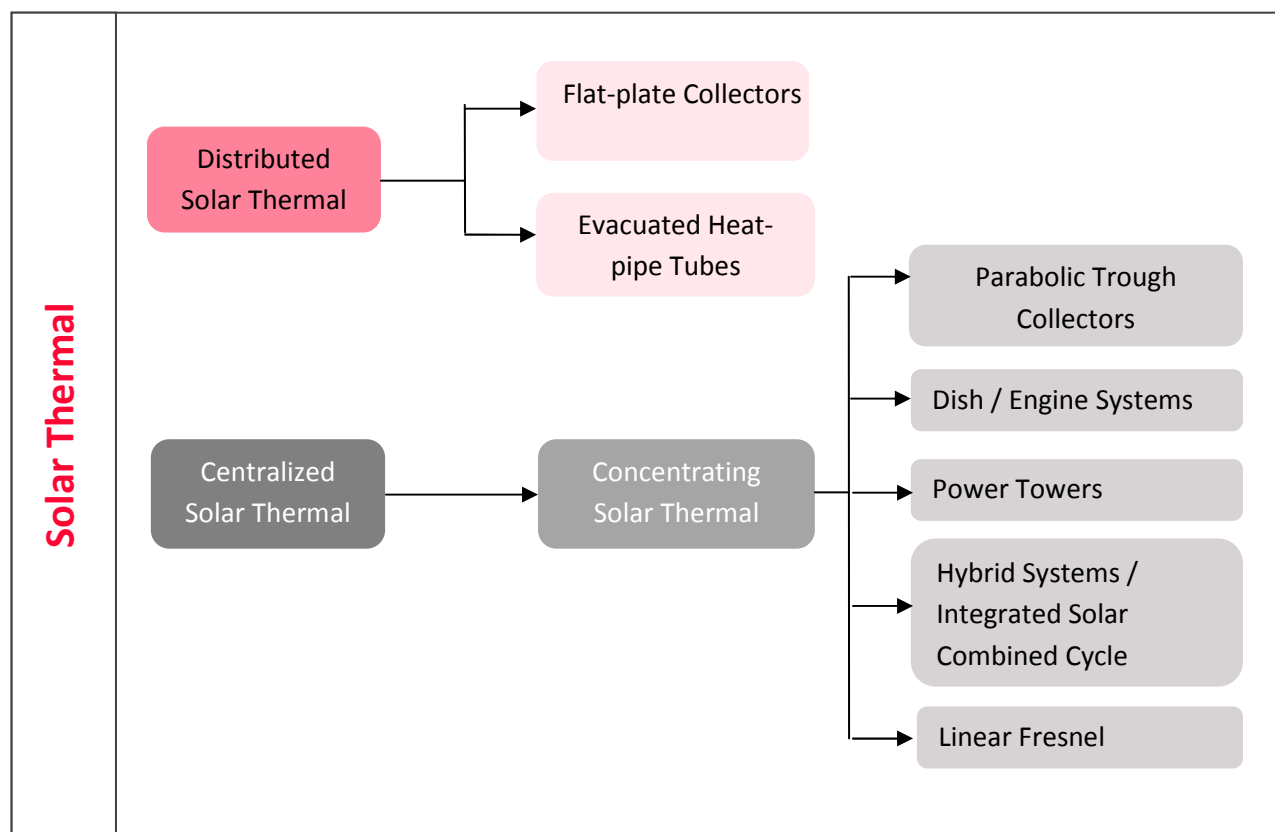 Solar Thermal
Distributed
Solar Thermal
Flat-plate Collectors
Evacuated Heat-
pipe Tubes
Centralized
Solar Thermal
Concentrating
Solar Thermal
Parabolic Trough
Collectors
Dish / Engine Systems
Power Towers
Hybrid Systems /
Integrated Solar
Combined Cycle
Linear Fresnel